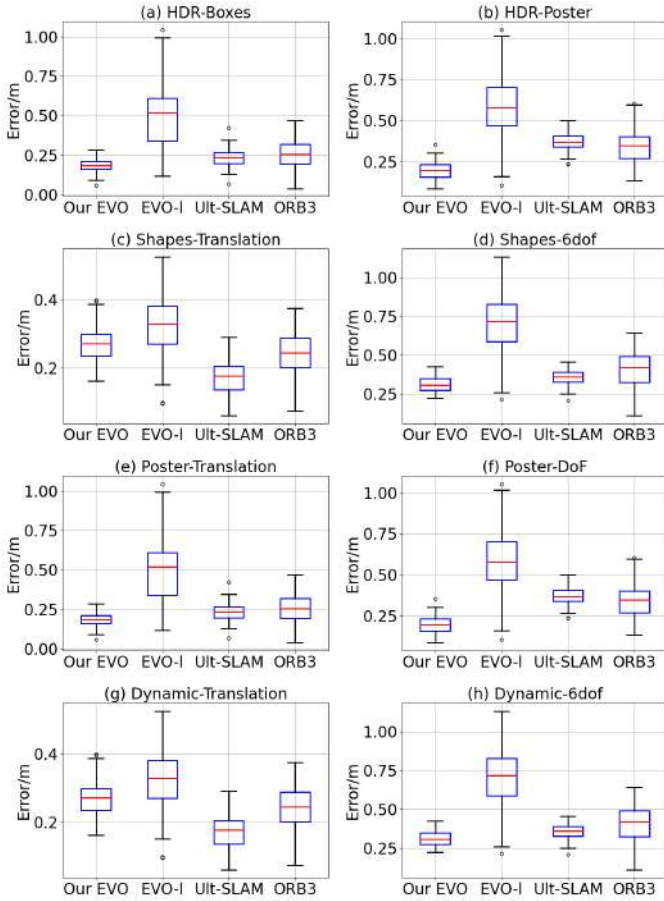 (a) HDR-Boxes
(b) HDR-Poster
1.00
0.75
0.50
0.25
0.00
Error/m
Our EVO EVO-I Ult-SLAM ORB3
1.00
0.75
0.50
0.25
Error/m
Our EVO EVO-I Ult-SLAM ORB3
(c) Shapes-Translation
(d) Shapes-6dof
0.4
0.2
Error/m
Our EVO EVO-I Ult-SLAM ORB3
1.00
0.75
0.50
0.25
Error/m
Our EVO EVO-I Ult-SLAM ORB3
(e) Poster-Translation
(f) Poster-DoF
1.00
0.75
0.50
0.25
0.00
Error/m
Our EVO EVO-I Ult-SLAM ORB3
1.00
0.75
0.50
0.25
Error/m
Our EVO EVO-I Ult-SLAM ORB3
(g) Dynamic-Translation
(h) Dynamic-6dof
0.4
0.2
Error/m
Our EVO EVO-I Ult-SLAM ORB3
1.00
0.75
0.50
0.25
Error/m
Our EVO EVO-I Ult-SLAM ORB3